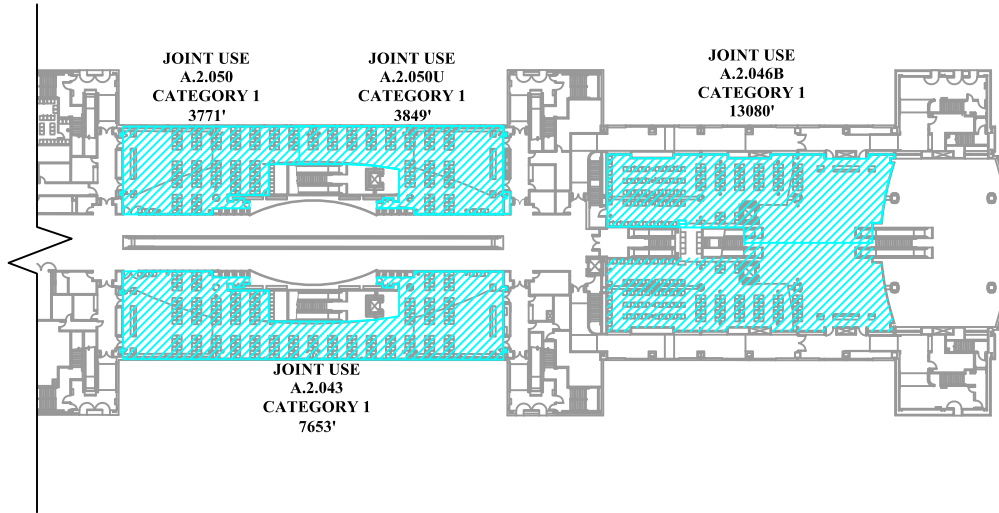 JOINT USE
A.2.050
CATEGORY 1
3771'
JOINT USE
A.2.050U
CATEGORY 1
3849'
JOINT USE
A.2.046B
CATEGORY 1
13080'
JOINT USE
A.2.043
CATEGORY 1
7653'